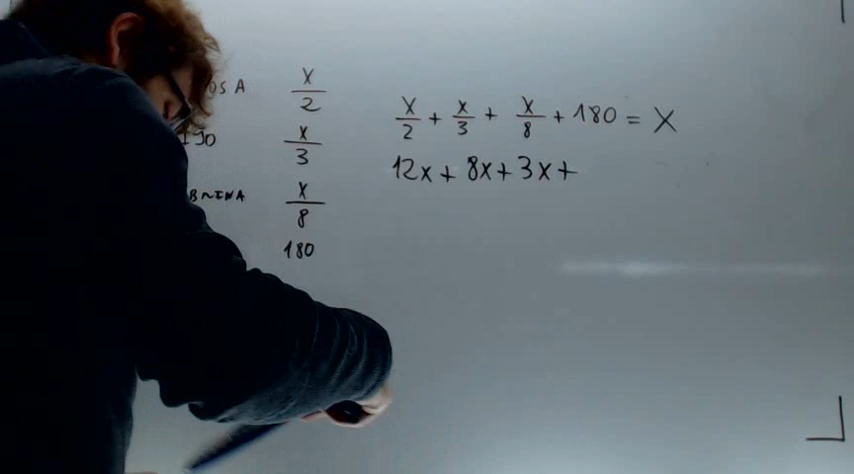 x/2
x/3
x/8
180
x/2 + x/3 + x/8 + 180 = x
12x + 8x + 3x +